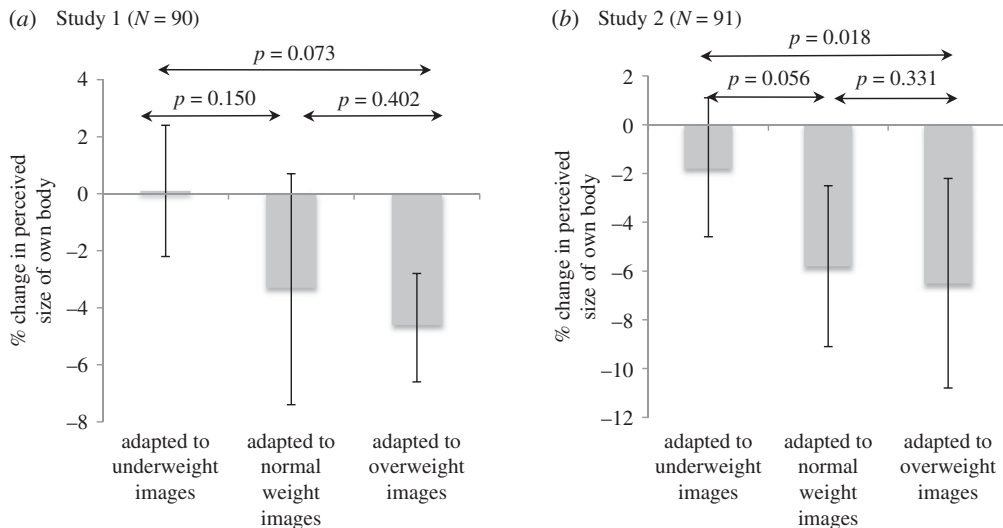 (a) Study 1 (N = 90)
p = 0.073
p = 0.150
p = 0.402
4
2
0
–2
–4
–6
–8
% change in perceived
size of own body
adapted to
underweight
images
adapted to
normal
weight
images
adapted to
overweight
images
(b) Study 2 (N = 91)
p = 0.018
p = 0.056
p = 0.331
2
0
–2
–4
–6
–8
–10
–12
% change in perceived
size of own body
adapted to
underweight
images
adapted to
normal
weight
images
adapted to
overweight
images